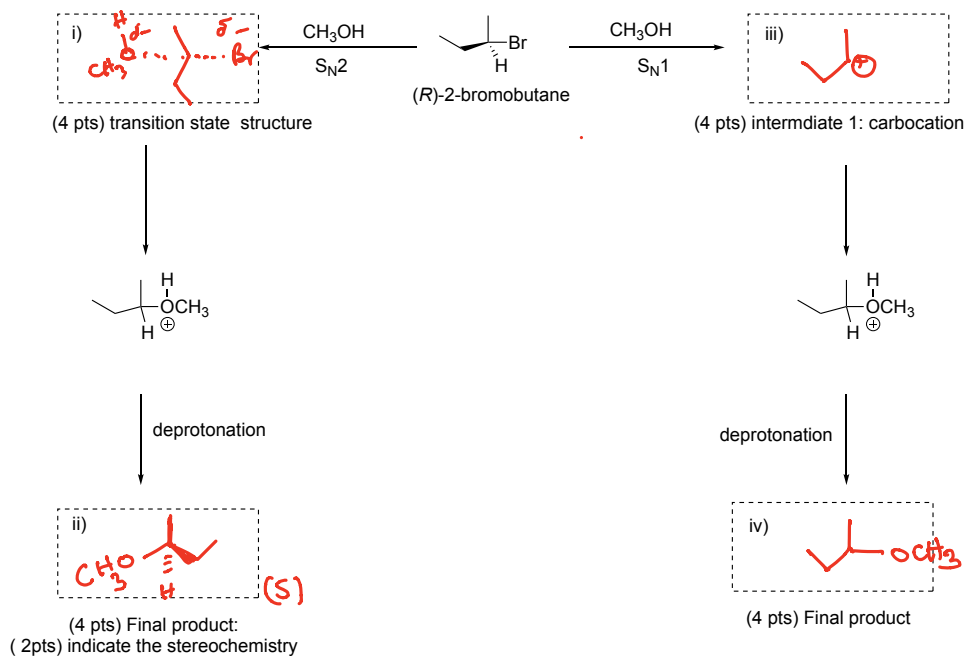 i)
H
δ-
δ-
CH3 O Br
(4 pts) transition state structure
CH3OH
SN2
Br
H
(R)-2-bromobutane
CH3OH
SN1
iii)
+
(4 pts) intermdiate 1: carbocation
H
OCH3
H
⊕
H
OCH3
H
⊕
deprotonation
deprotonation
ii)
CH3O
H
(S)
(4 pts) Final product:
( 2pts) indicate the stereochemistry
iv)
OCH3
(4 pts) Final product